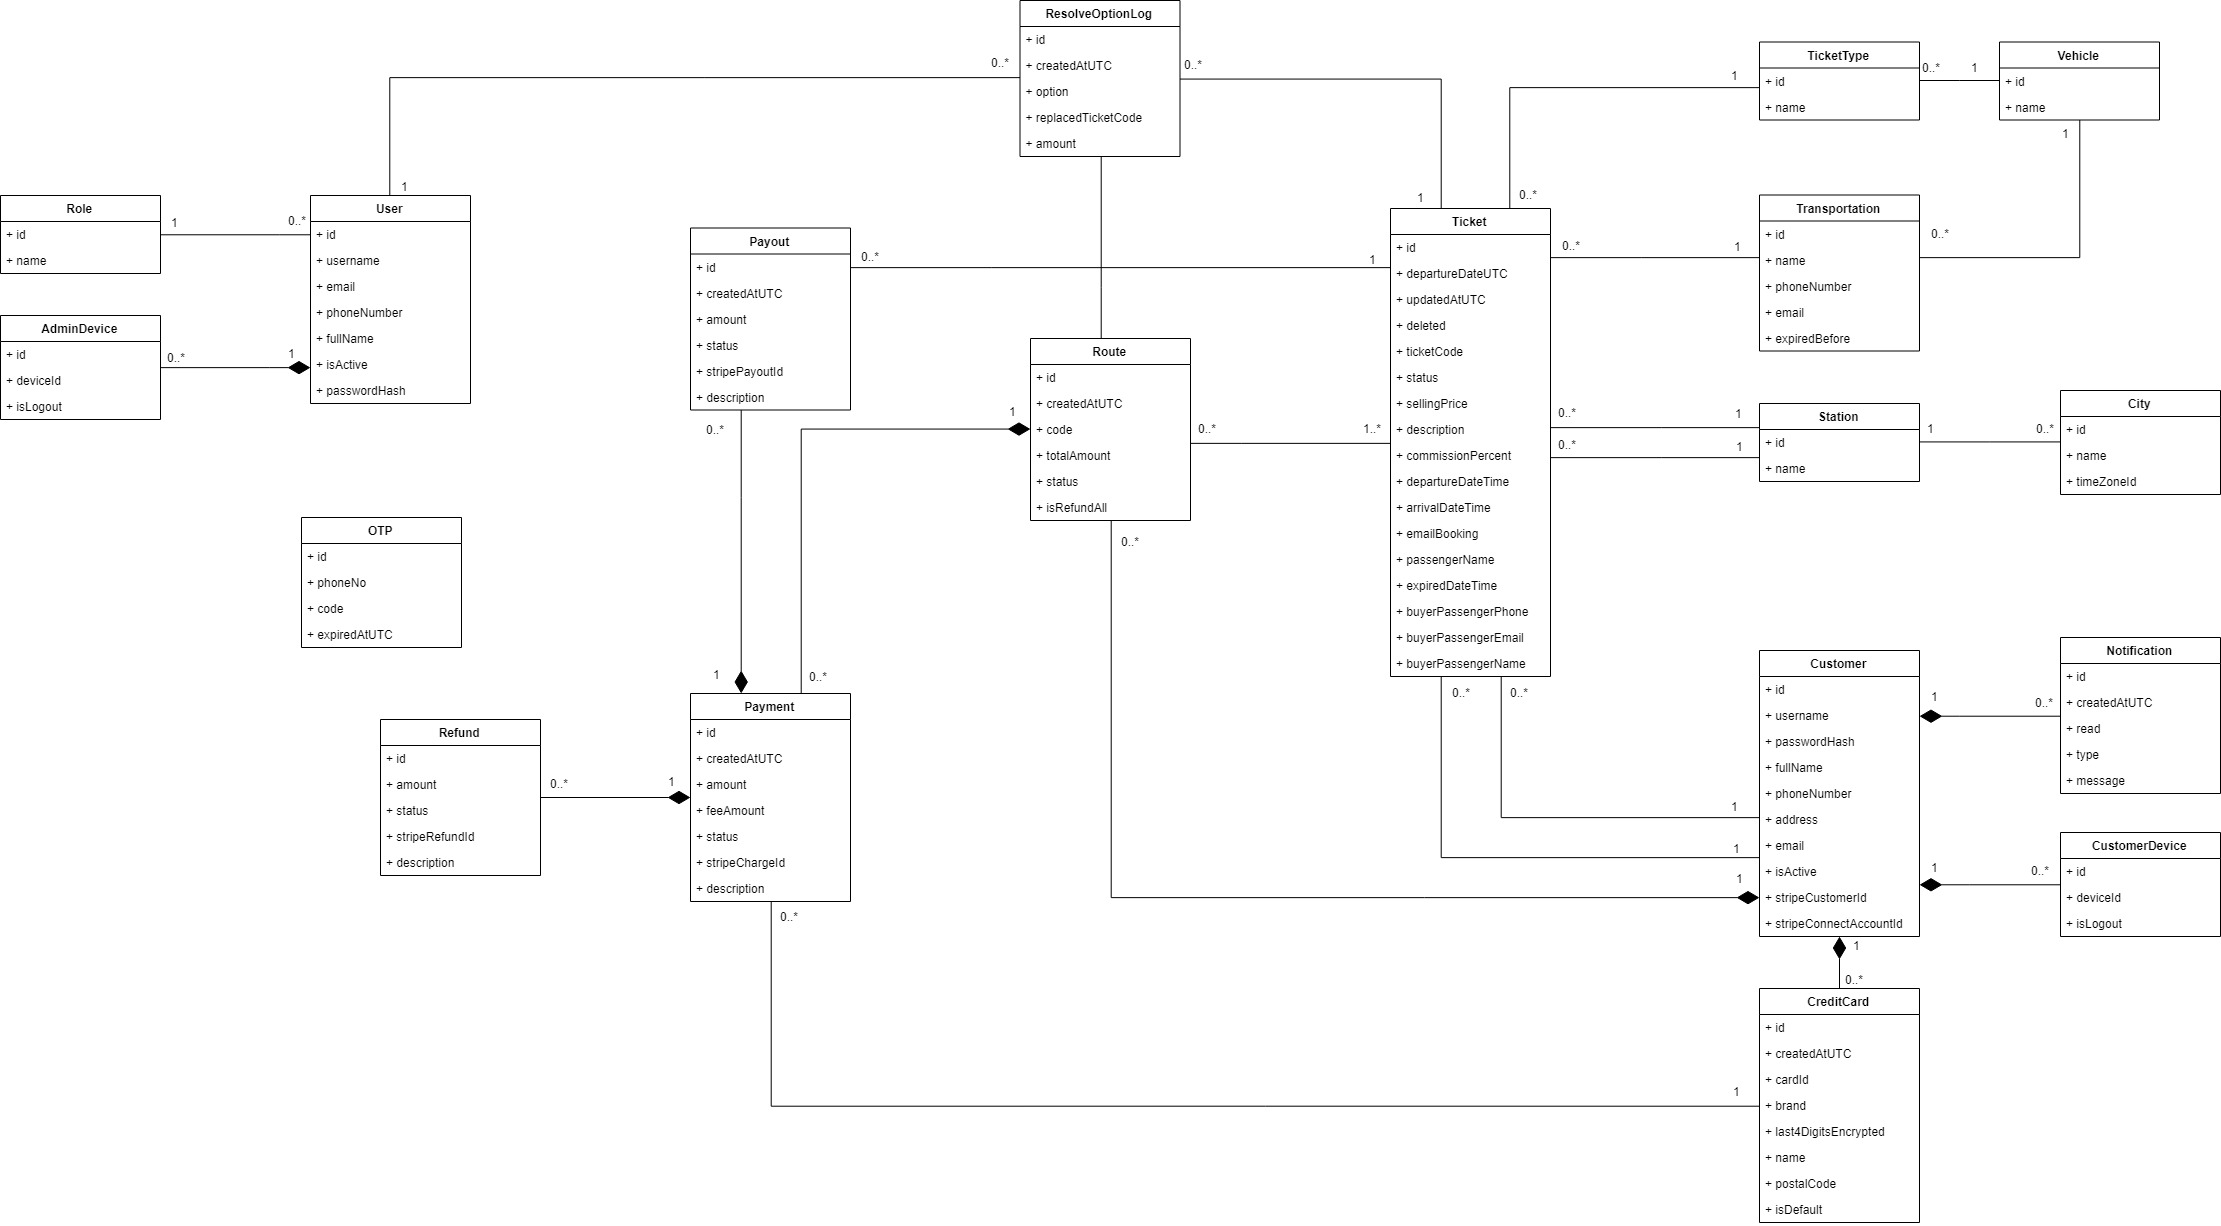 ResolveOptionLog
+ id
+ createdAtUTC
+ option
+ replacedTicketCode
+ amount
0..*
0..*
TicketType
+ id
+ name
1
0..*
1
Vehicle
+ id
+ name
1
Role
+ id
+ name
1
0..*
1
User
+ id
+ username
+ email
+ phoneNumber
+ fullName
+ isActive
+ passwordHash
AdminDevice
+ id
+ deviceId
+ isLogout
0..*
1
Payout
+ id
+ createdAtUTC
+ amount
+ status
+ stripePayoutId
+ description
0..*
1
0..*
Route
+ id
+ createdAtUTC
+ code
+ totalAmount
+ status
+ isRefundAll
1
0..*
1..*
0..*
1
0..*
Ticket
+ id
+ departureDateUTC
+ updatedAtUTC
+ deleted
+ ticketCode
+ status
+ sellingPrice
+ description
+ commissionPercent
+ departureDateTime
+ arrivalDateTime
+ emailBooking
+ passengerName
+ expiredDateTime
+ buyerPassengerPhone
+ buyerPassengerEmail
+ buyerPassengerName
0..*
1
Transportation
+ id
+ name
+ phoneNumber
+ email
+ expiredBefore
0..*
0..*
1
0..*
1
Station
+ id
+ name
1
0..*
City
+ id
+ name
+ timeZoneId
OTP
+ id
+ phoneNo
+ code
+ expiredAtUTC
1
0..*
0..*
0..*
Refund
+ id
+ amount
+ status
+ stripeRefundId
+ description
0..*
1
Payment
+ id
+ createdAtUTC
+ amount
+ feeAmount
+ status
+ stripeChargeId
+ description
0..*
Customer
+ id
+ username
+ passwordHash
+ fullName
+ phoneNumber
+ address
+ email
+ isActive
+ stripeCustomerId
+ stripeConnectAccountId
1
1
1
1
0..*
Notification
+ id
+ createdAtUTC
+ read
+ type
+ message
1
0..*
CustomerDevice
+ id
+ deviceId
+ isLogout
1
0..*
CreditCard
+ id
+ createdAtUTC
+ cardId
+ brand
+ last4DigitsEncrypted
+ name
+ postalCode
+ isDefault
1